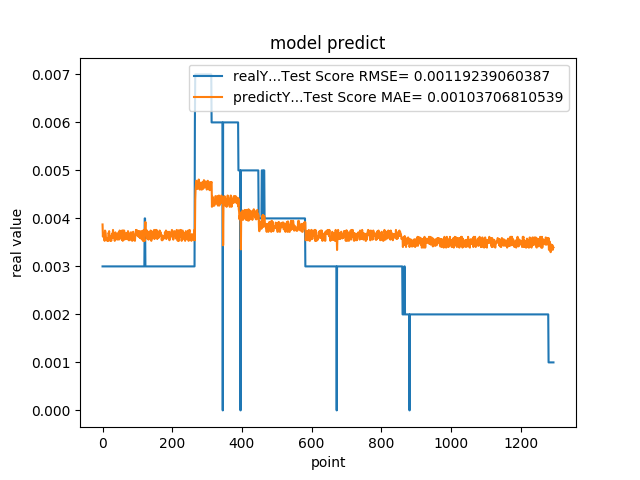 model predict
realY...Test Score RMSE= 0.00119239060387
predictY...Test Score MAE= 0.00103706810539
real value
0.007
0.006
0.005
0.004
0.003
0.002
0.001
0.000
0 200 400 600 800 1000 1200
point